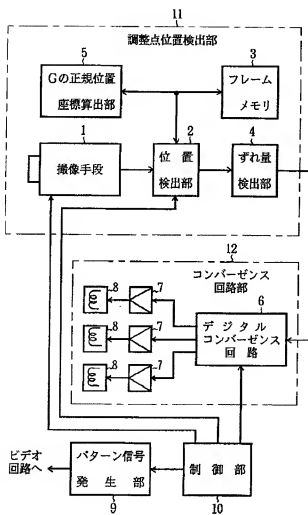 11
調整点位置検出部
5
Gの正規位置
座標算出部
3
フレーム
メモリ
1
撮像手段
2
位置
検出部
4
ずれ量
検出部
12
コンバーゼンス
回路部
8
7
8
7
8
7
6
デジタル
コンバーゼンス
回路
ビデオ
回路へ
パターン信号
発生部
9
制御部
10